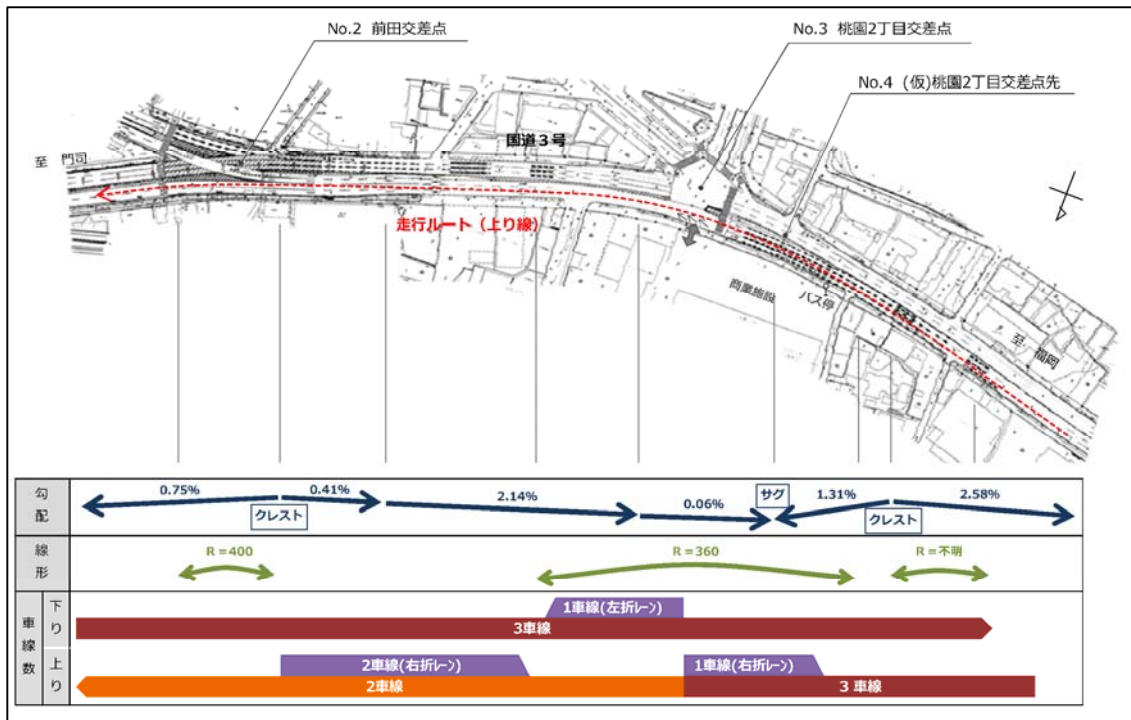 No.2 前田交差点
No.3 桃園2丁目交差点
No.4 (仮)桃園2丁目交差点先
国道3号
至 門司
走行ルート（上り線）
商業施設
バス停
至 福岡
勾配
0.75%
0.41%
2.14%
0.06%
サグ
1.31%
2.58%
クレスト
クレスト
線形
R=400
R=360
R=不明
車線数
下り
1車線(左折レーン)
3車線
上り
2車線(右折レーン)
1車線(右折レーン)
2車線
3 車線